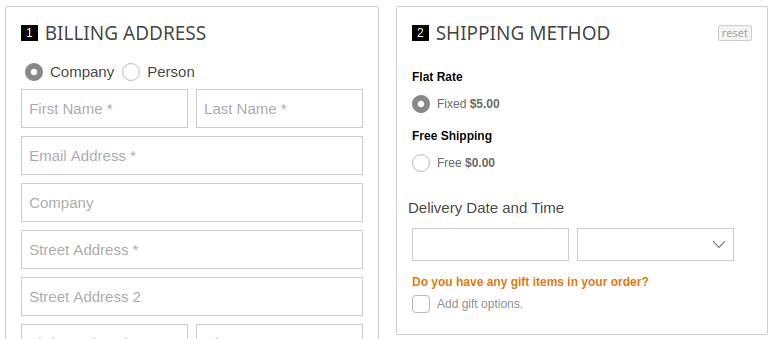 1 BILLING ADDRESS
Company Person
First Name * Last Name *
Email Address *
Company
Street Address *
Street Address 2
2 SHIPPING METHOD reset
Flat Rate
Fixed $5.00
Free Shipping
Free $0.00
Delivery Date and Time
Do you have any gift items in your order?
Add gift options.